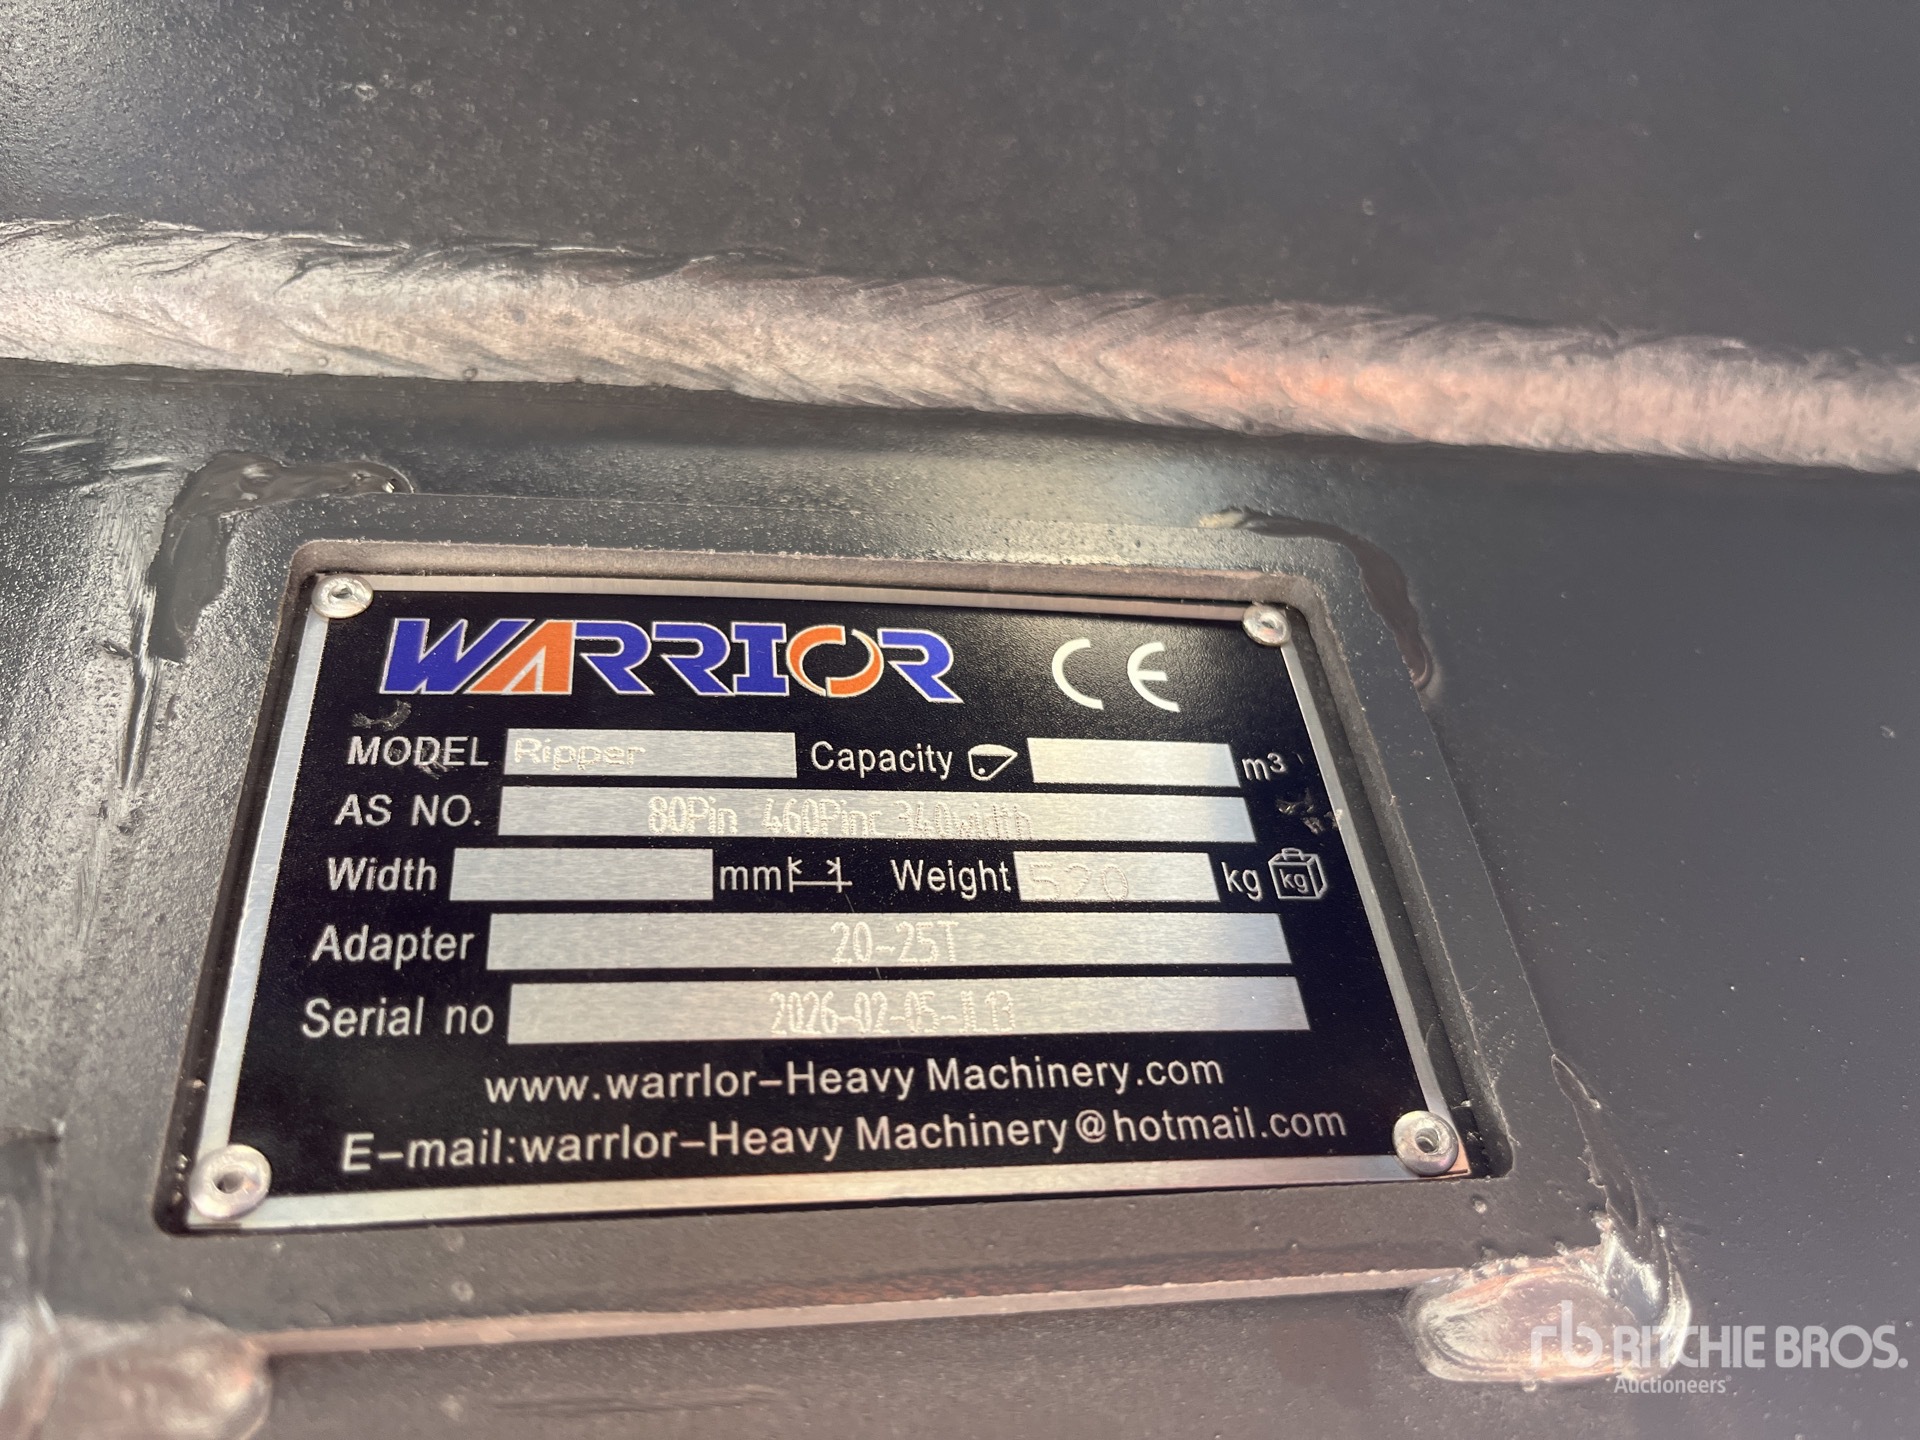 WARRIOR CE
MODEL Ripper Capacity m³
AS NO. 80Pin 460Pinc 340width
Width mm Weight 520 kg kg
Adapter 20-25T
Serial no 2026-02-05-JL13
www.warrlor-Heavy Machinery.com
E-mail:warrlor-Heavy Machinery@hotmail.com
rb RITCHIE BROS.
Auctioneers